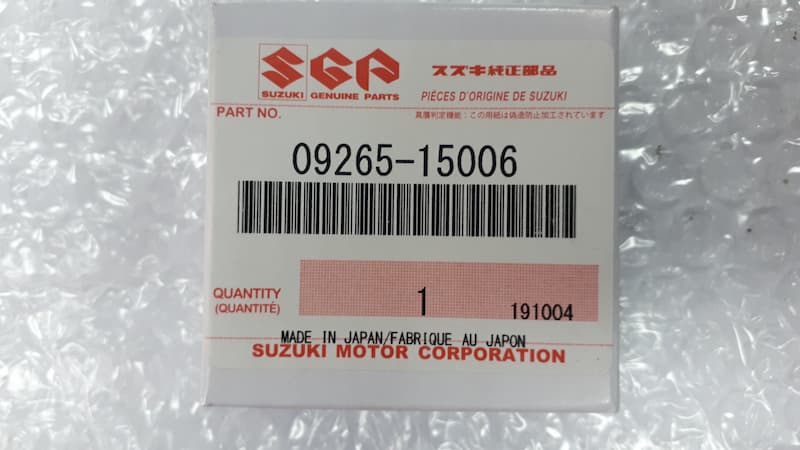 SGP スズキ純正部品
SUZUKI GENUINE PARTS PIÈCES D'ORIGINE DE SUZUKI
PART NO. 真贋判定機能：この用紙は偽造防止加工されています
09265-15006
QUANTITY
(QUANTITÉ) 1 191004
MADE IN JAPAN/FABRIQUE AU JAPON
SUZUKI MOTOR CORPORATION